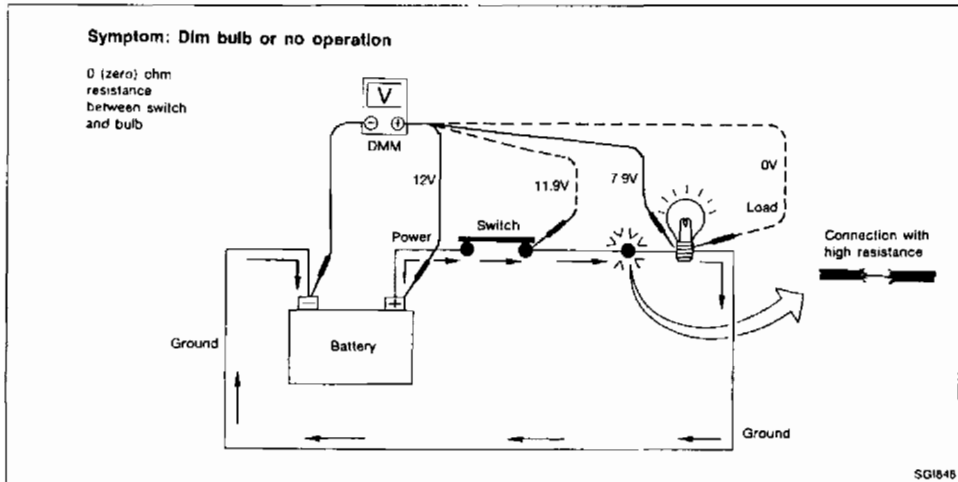 Symptom: Dim bulb or no operation
0 (zero) ohm
resistance
between switch
and bulb
V
− +
DMM
12V
11.9V
7.9V
0V
Load
Switch
Power
Connection with
high resistance
− +
Battery
Ground
Ground
SGI846